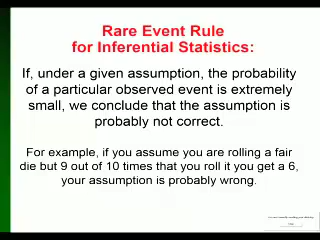 Rare Event Rule
for Inferential Statistics:
If, under a given assumption, the probability
of a particular observed event is extremely
small, we conclude that the assumption is
probably not correct.
For example, if you assume you are rolling a fair
die but 9 out of 10 times that you roll it you get a 6,
your assumption is probably wrong.